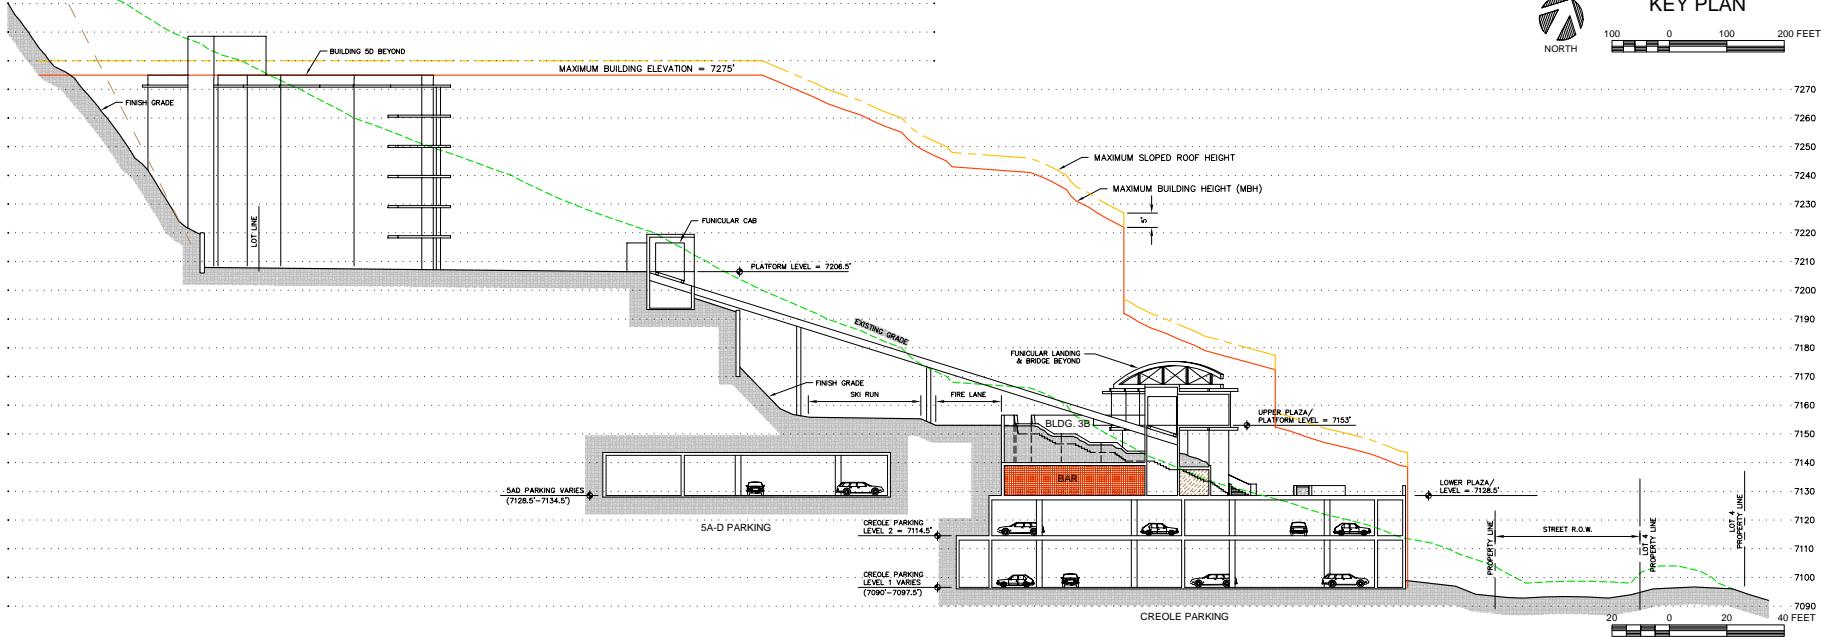 KEY PLAN
NORTH
100 0 100 200 FEET
BUILDING 5D BEYOND
MAXIMUM BUILDING ELEVATION = 7275'
FINISH GRADE
7270
7260
7250
7240
7230
7220
7210
7200
7190
7180
7170
7160
7150
7140
7130
7120
7110
7100
7090
MAXIMUM SLOPED ROOF HEIGHT
MAXIMUM BUILDING HEIGHT (MBH)
5'
LOT LINE
FUNICULAR CAB
PLATFORM LEVEL = 7206.5'
EXISTING GRADE
FUNICULAR LANDING
& BRIDGE BEYOND
FINISH GRADE
SKI RUN
FIRE LANE
UPPER PLAZA/
PLATFORM LEVEL = 7153'
BLDG. 3B
BAR
5AD PARKING VARIES
(7128.5'-7134.5')
5A-D PARKING
LOWER PLAZA/
LEVEL = 7128.5'
CREOLE PARKING
LEVEL 2 = 7114.5'
CREOLE PARKING
LEVEL 1 VARIES
(7090'-7097.5')
CREOLE PARKING
PROPERTY LINE
STREET R.O.W.
LOT 4
PROPERTY LINE
LOT 4
PROPERTY LINE
20 0 20 40 FEET